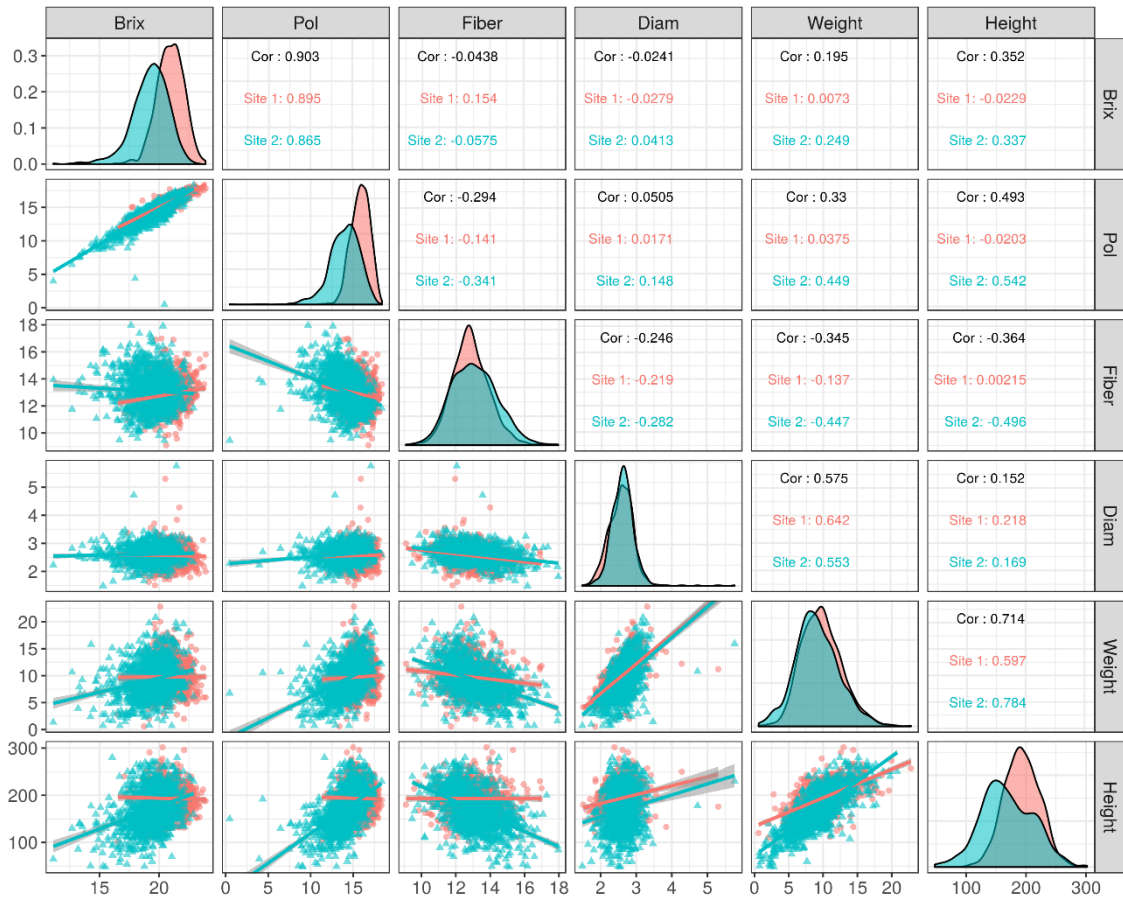 Brix Pol Fiber Diam Weight Height
0.3
0.2
0.1
0.0
Cor : 0.903
Site 1: 0.895
Site 2: 0.865
Cor : -0.0438
Site 1: 0.154
Site 2: -0.0575
Cor : -0.0241
Site 1: -0.0279
Site 2: 0.0413
Cor : 0.195
Site 1: 0.0073
Site 2: 0.249
Cor : 0.352
Site 1: -0.0229
Site 2: 0.337
Brix
15
10
5
0
Cor : -0.294
Site 1: -0.141
Site 2: -0.341
Cor : 0.0505
Site 1: 0.0171
Site 2: 0.148
Cor : 0.33
Site 1: 0.0375
Site 2: 0.449
Cor : 0.493
Site 1: -0.0203
Site 2: 0.542
Pol
18
16
14
12
10
Cor : -0.246
Site 1: -0.219
Site 2: -0.282
Cor : -0.345
Site 1: -0.137
Site 2: -0.447
Cor : -0.364
Site 1: 0.00215
Site 2: -0.496
Fiber
5
4
3
2
Cor : 0.575
Site 1: 0.642
Site 2: 0.553
Cor : 0.152
Site 1: 0.218
Site 2: 0.169
Diam
20
15
10
5
0
Cor : 0.714
Site 1: 0.597
Site 2: 0.784
Weight
300
200
100
Height
15 20 0 5 10 15 10 12 14 16 18 2 3 4 5 0 5 10 15 20 100 200 300